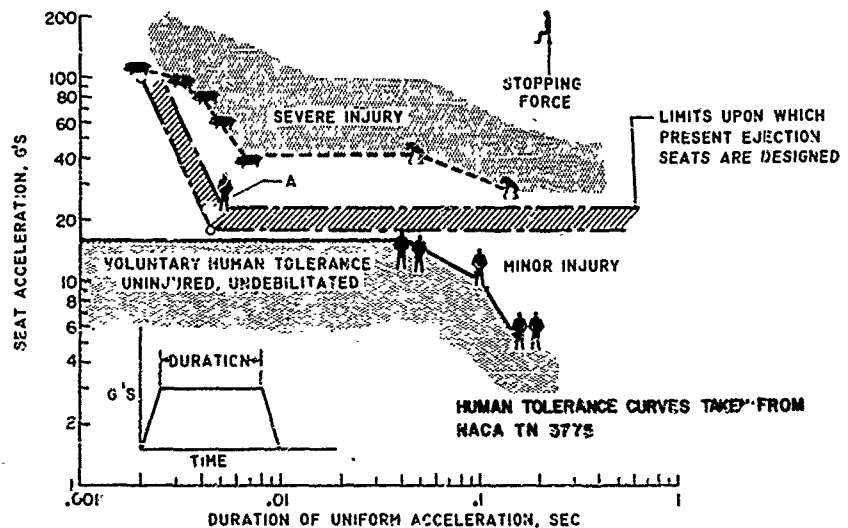 200
100
80
60
40
20
10
8
6
4
2
1
SEAT ACCELERATION, G'S
SEVERE INJURY
STOPPING
FORCE
LIMITS UPON WHICH
PRESENT EJECTION
SEATS ARE DESIGNED
A
VOLUNTARY HUMAN TOLERANCE
UNINJURED, UNDEBILITATED
MINOR INJURY
DURATION
G'S
TIME
HUMAN TOLERANCE CURVES TAKEN FROM
NACA TN 3775
.001 .01 .1 1
DURATION OF UNIFORM ACCELERATION, SEC